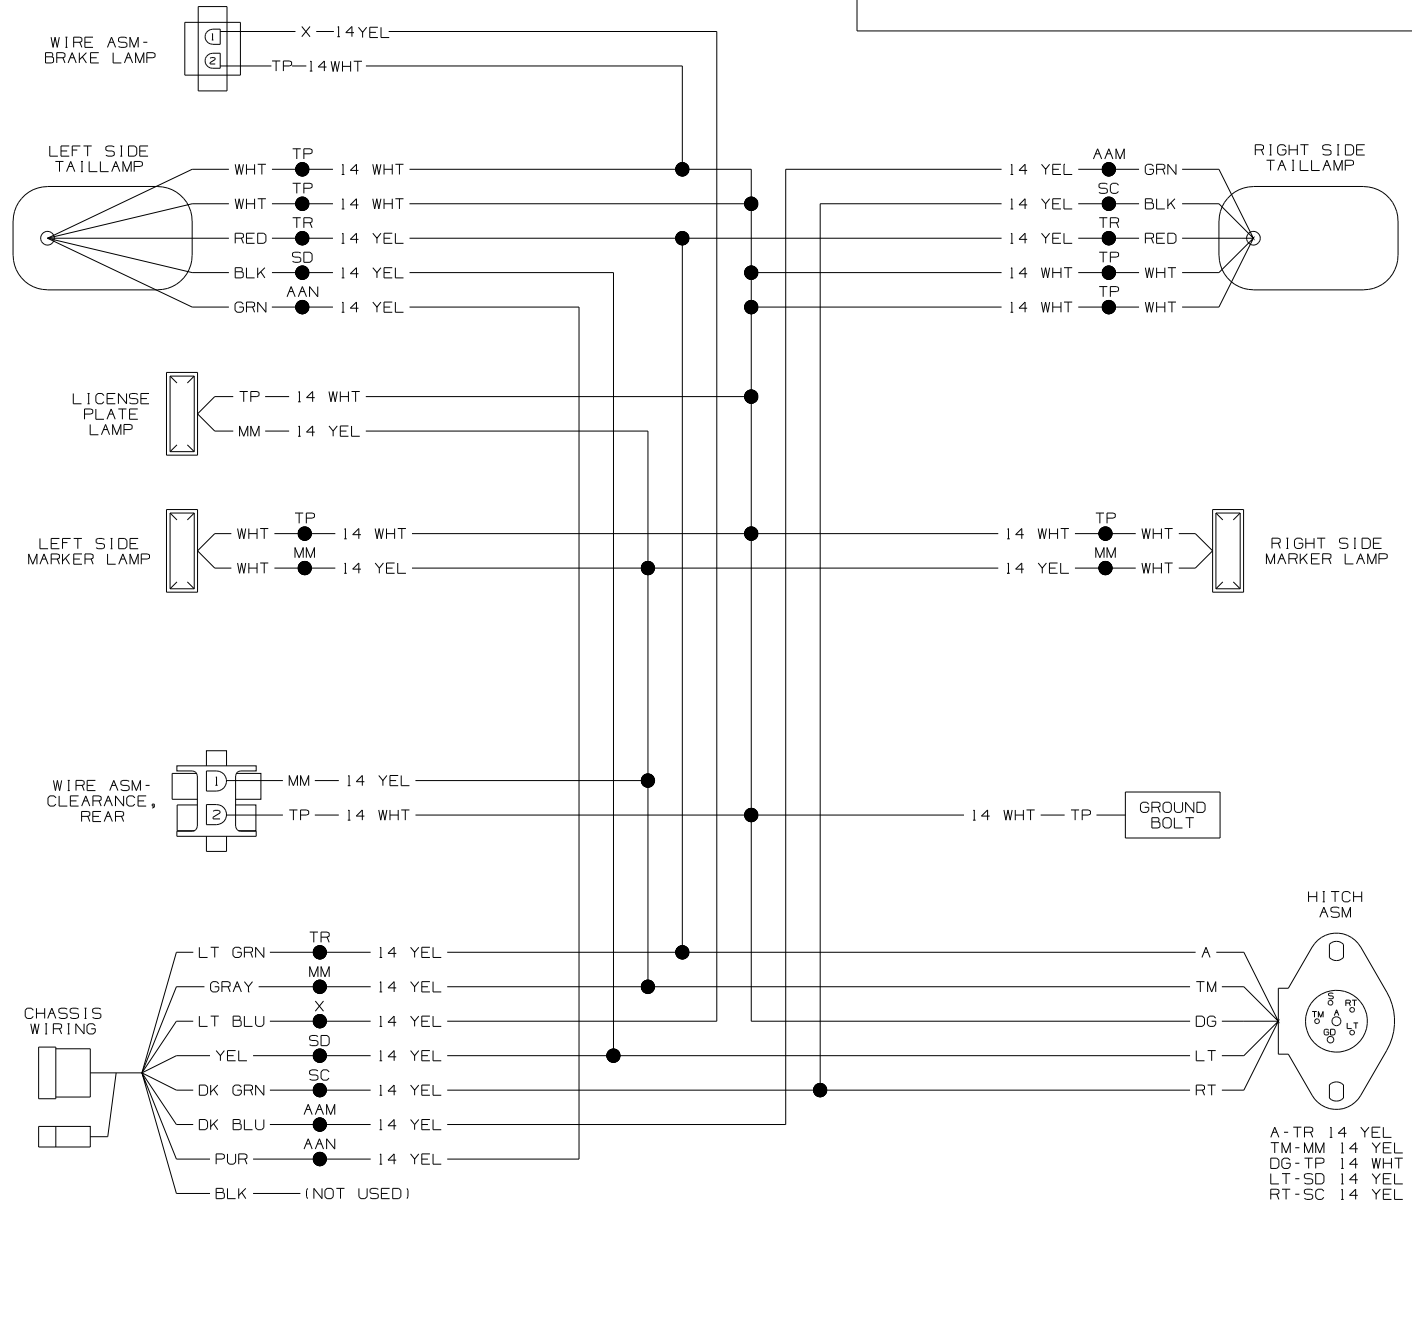 WIRE ASM-
BRAKE LAMP
1
2
X 14 YEL
TP 14 WHT
LEFT SIDE
TAILLAMP
WHT TP 14 WHT
WHT TP 14 WHT
RED TR 14 YEL
BLK SD 14 YEL
GRN AAN 14 YEL
RIGHT SIDE
TAILLAMP
14 YEL AAM GRN
14 YEL SC BLK
14 YEL TR RED
14 WHT TP WHT
14 WHT TP WHT
LICENSE
PLATE
LAMP
TP 14 WHT
MM 14 YEL
LEFT SIDE
MARKER LAMP
WHT TP 14 WHT
WHT MM 14 YEL
14 WHT TP WHT
14 YEL MM WHT
RIGHT SIDE
MARKER LAMP
WIRE ASM-
CLEARANCE,
REAR
1
2
MM 14 YEL
TP 14 WHT
14 WHT TP
GROUND
BOLT
HITCH
ASM
CHASSIS
WIRING
LT GRN TR 14 YEL A
GRAY MM 14 YEL TM
LT BLU X 14 YEL DG
YEL SD 14 YEL LT
DK GRN SC 14 YEL RT
DK BLU AAM 14 YEL
PUR AAN 14 YEL
BLK (NOT USED)
S
RT
TM
A
GD
LT
A-TR 14 YEL
TM-MM 14 YEL
DG-TP 14 WHT
LT-SD 14 YEL
RT-SC 14 YEL